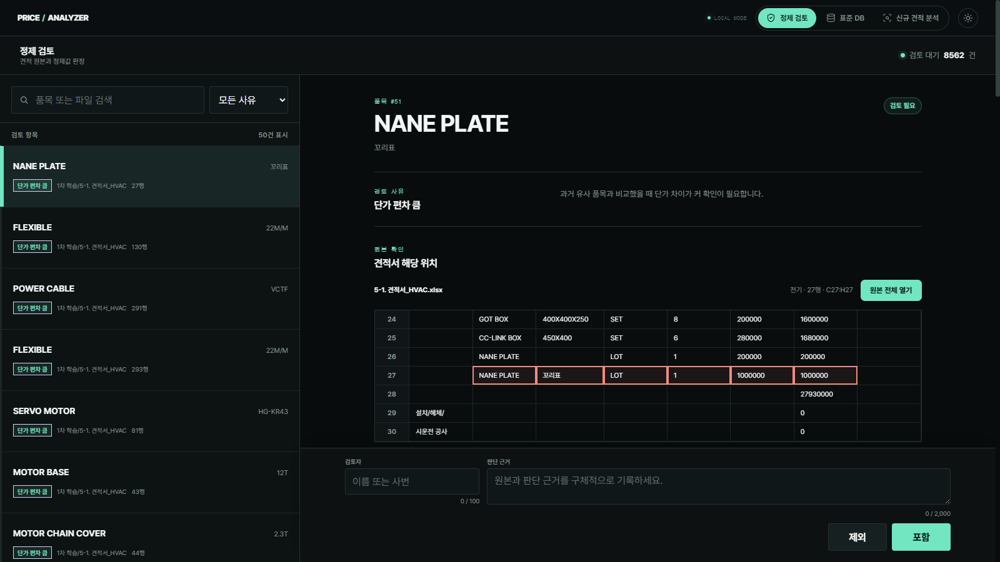 PRICE / ANALYZER
LOCAL MODE
정제 검토
표준 DB
신규 견적 분석
정제 검토
견적 원본과 정제값 판정
검토 대기 8562 건
품목 또는 파일 검색
모든 사유
검토 항목
50건 표시
NANE PLATE
꼬리표
단가 편차 큼 1차 학습/5-1. 견적서_HVAC 27행
FLEXIBLE
22M/M
단가 편차 큼 1차 학습/5-1. 견적서_HVAC 130행
POWER CABLE
VCTF
단가 편차 큼 1차 학습/5-1. 견적서_HVAC 291행
FLEXIBLE
22M/M
단가 편차 큼 1차 학습/5-1. 견적서_HVAC 293행
SERVO MOTOR
HG-KR43
단가 편차 큼 1차 학습/5-1. 견적서_HVAC 81행
MOTOR BASE
12T
단가 편차 큼 1차 학습/5-1. 견적서_HVAC 43행
MOTOR CHAIN COVER
2.3T
단가 편차 큼 1차 학습/5-1. 견적서_HVAC 44행
품목 #51
NANE PLATE
꼬리표
검토 필요
검토 사유
단가 편차 큼
과거 유사 품목과 비교했을 때 단가 차이가 커 확인이 필요합니다.
원본 확인
견적서 해당 위치
5-1. 견적서_HVAC.xlsx
전기 · 27행 · C27:H27
원본 전체 열기
24 GOT BOX 400X400X250 SET 8 200000 1600000
25 CC-LINK BOX 450X400 SET 6 280000 1680000
26 NANE PLATE LOT 1 200000 200000
27 NANE PLATE 꼬리표 LOT 1 1000000 1000000
28 27930000
29 설치/해체/ 0
30 시운전 공사 0
검토자
이름 또는 사번
0 / 100
판단 근거
원본과 판단 근거를 구체적으로 기록하세요.
0 / 2,000
제외
포함